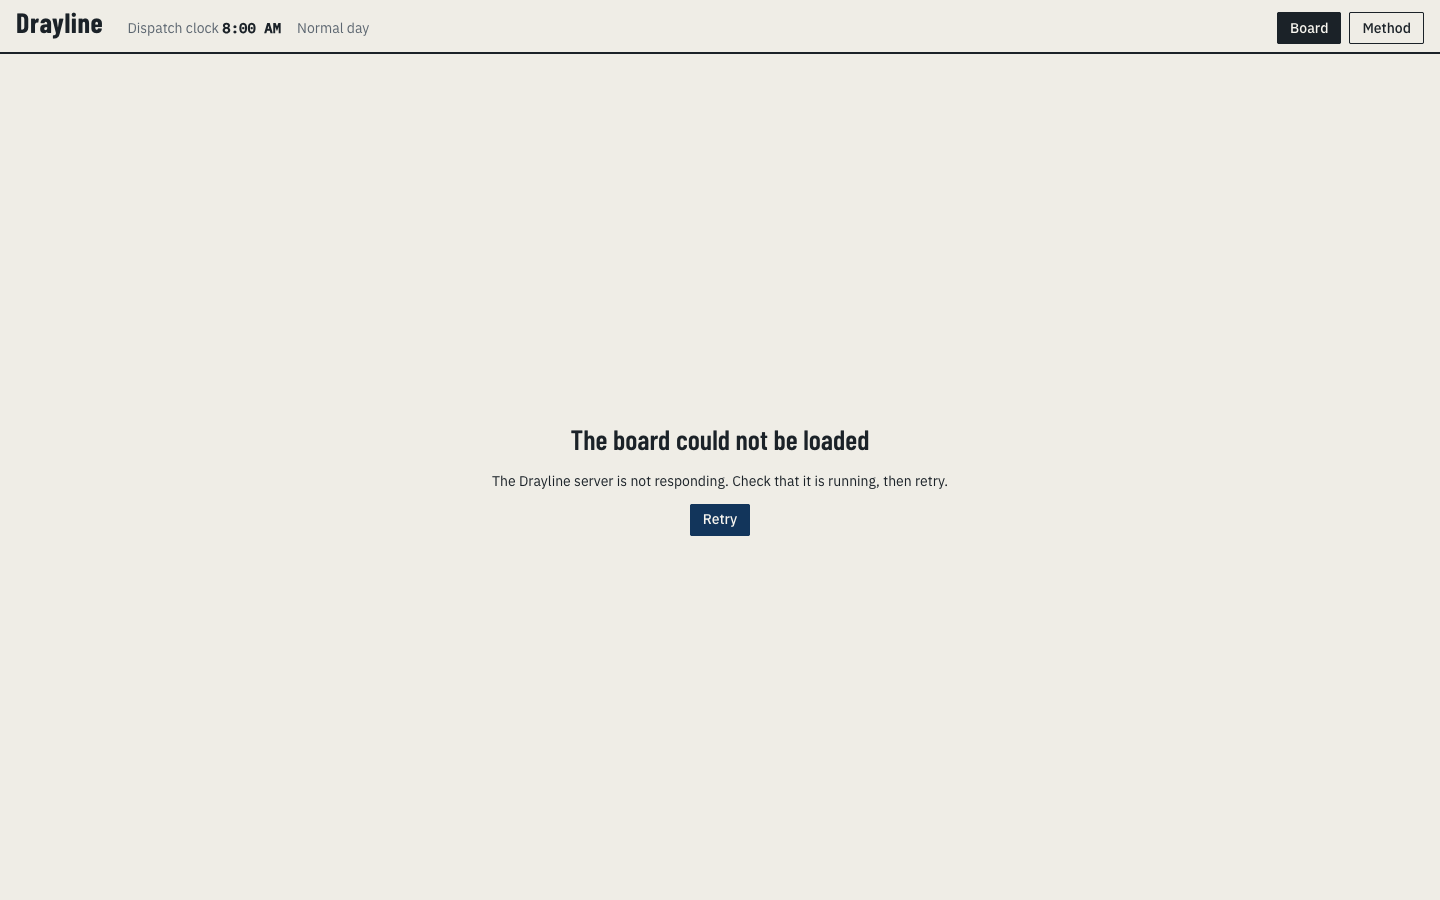 Drayline
Dispatch clock 8:00 AM Normal day
Board
Method
The board could not be loaded
The Drayline server is not responding. Check that it is running, then retry.
Retry